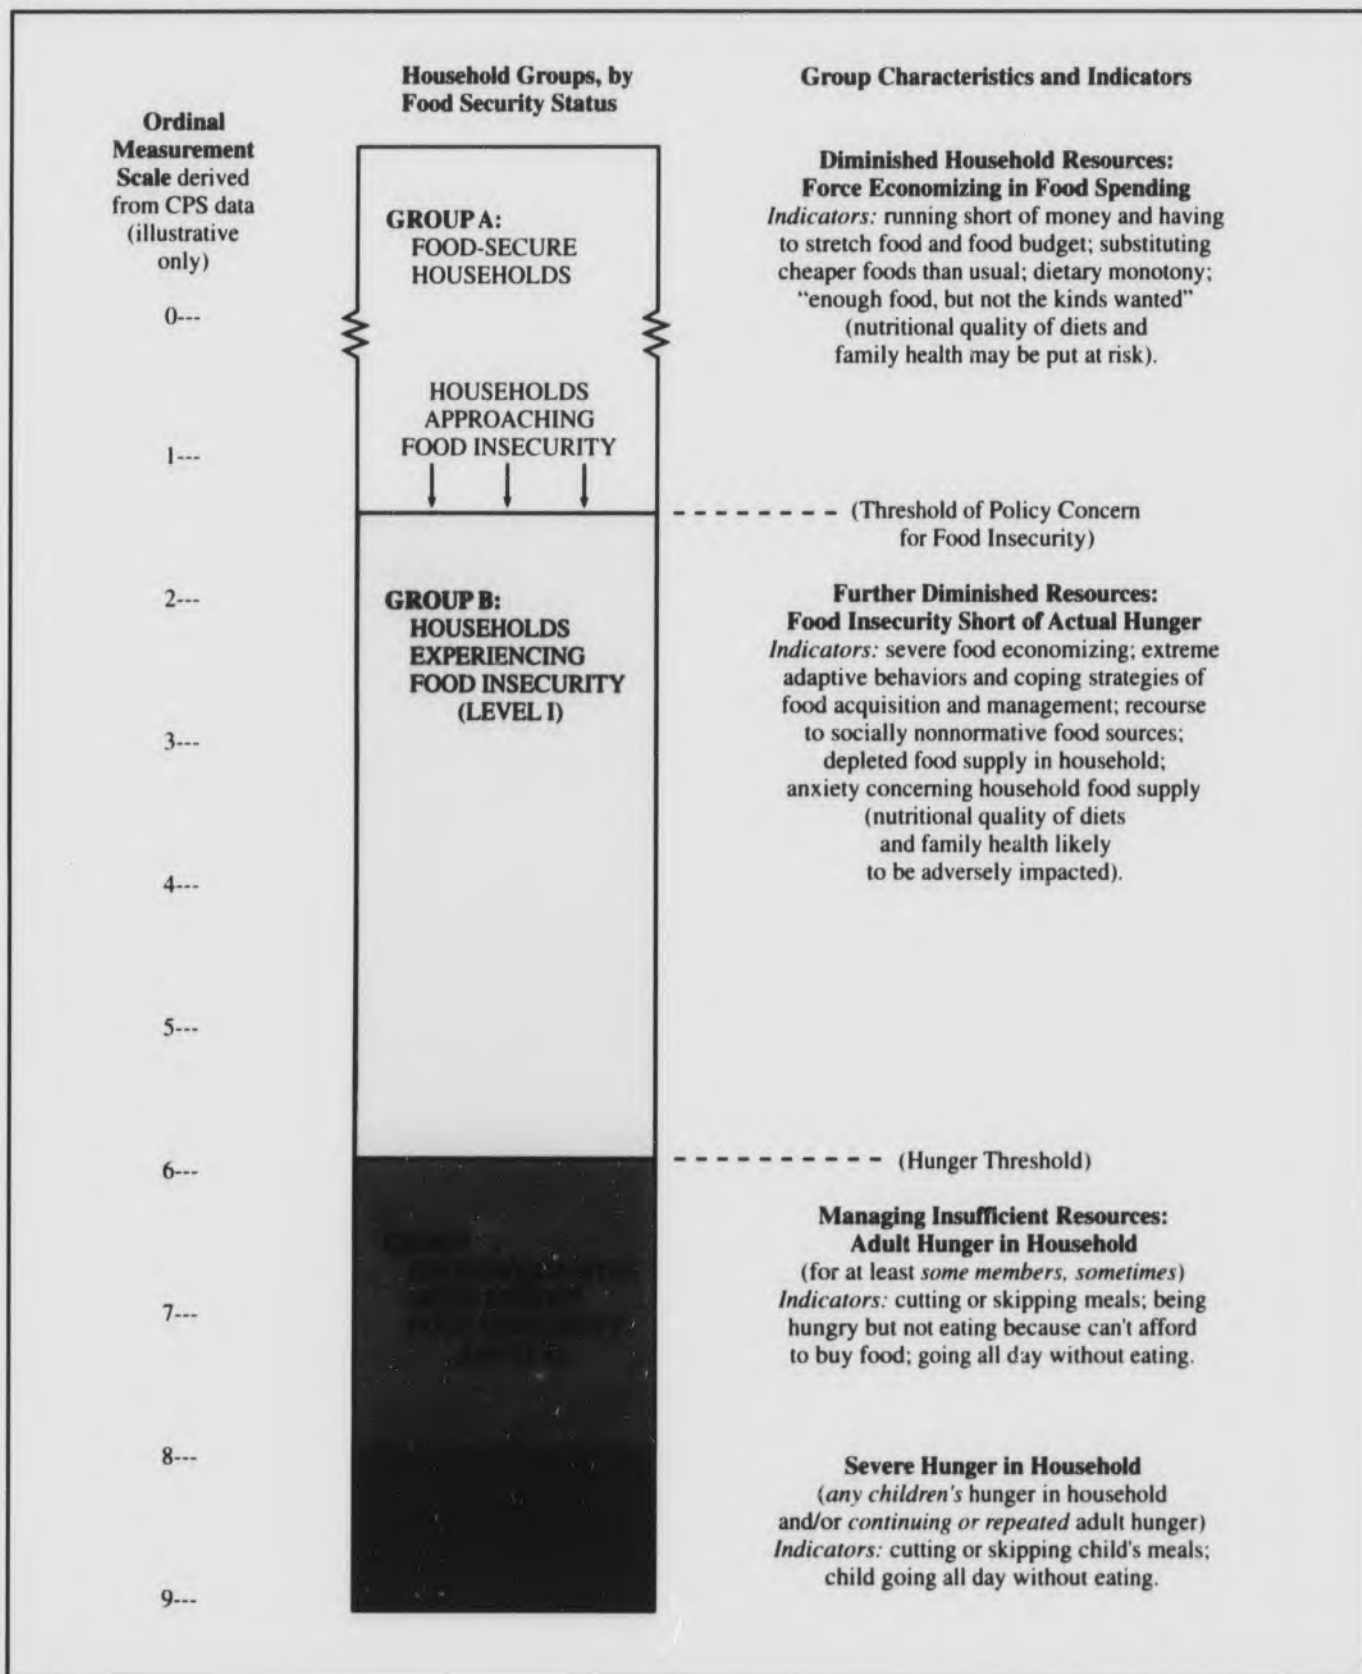 Household Groups, by
Food Security Status
Group Characteristics and Indicators
Ordinal
Measurement
Scale derived
from CPS data
(illustrative
only)
0---
1---
2---
3---
4---
5---
6---
7---
8---
9---
GROUP A:
FOOD-SECURE
HOUSEHOLDS
HOUSEHOLDS
APPROACHING
FOOD INSECURITY
GROUP B:
HOUSEHOLDS
EXPERIENCING
FOOD INSECURITY
(LEVEL I)
Diminished Household Resources:
Force Economizing in Food Spending
Indicators: running short of money and having
to stretch food and food budget; substituting
cheaper foods than usual; dietary monotony;
“enough food, but not the kinds wanted”
(nutritional quality of diets and
family health may be put at risk).
(Threshold of Policy Concern
for Food Insecurity)
Further Diminished Resources:
Food Insecurity Short of Actual Hunger
Indicators: severe food economizing; extreme
adaptive behaviors and coping strategies of
food acquisition and management; recourse
to socially nonnormative food sources;
depleted food supply in household;
anxiety concerning household food supply
(nutritional quality of diets
and family health likely
to be adversely impacted).
(Hunger Threshold)
Managing Insufficient Resources:
Adult Hunger in Household
(for at least some members, sometimes)
Indicators: cutting or skipping meals; being
hungry but not eating because can't afford
to buy food; going all day without eating.
Severe Hunger in Household
(any children's hunger in household
and/or continuing or repeated adult hunger)
Indicators: cutting or skipping child's meals;
child going all day without eating.